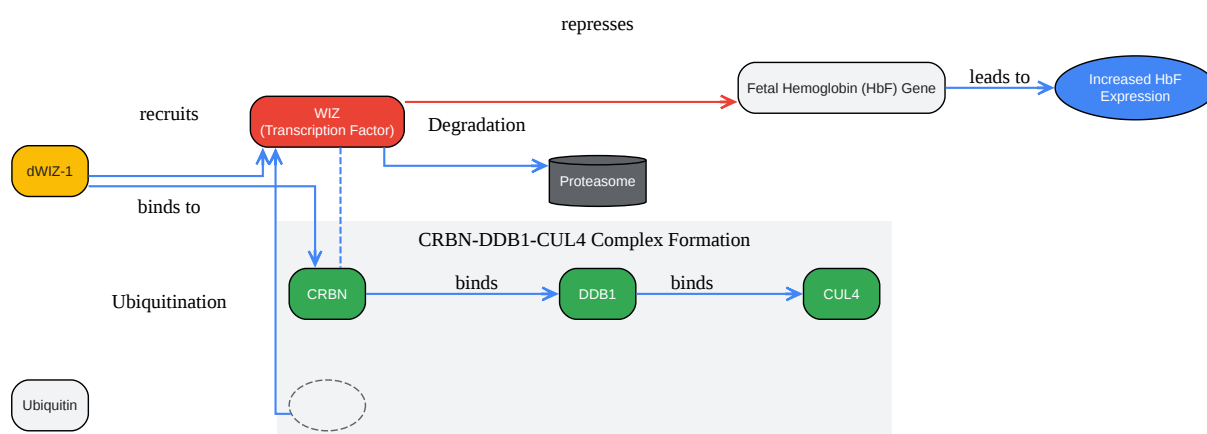 represses
Fetal Hemoglobin (HbF) Gene
leads to
Increased HbF
Expression
recruits
WIZ
(Transcription Factor)
Degradation
dWIZ-1
Proteasome
binds to
CRBN-DDB1-CUL4 Complex Formation
Ubiquitination
CRBN
binds
DDB1
binds
CUL4
Ubiquitin